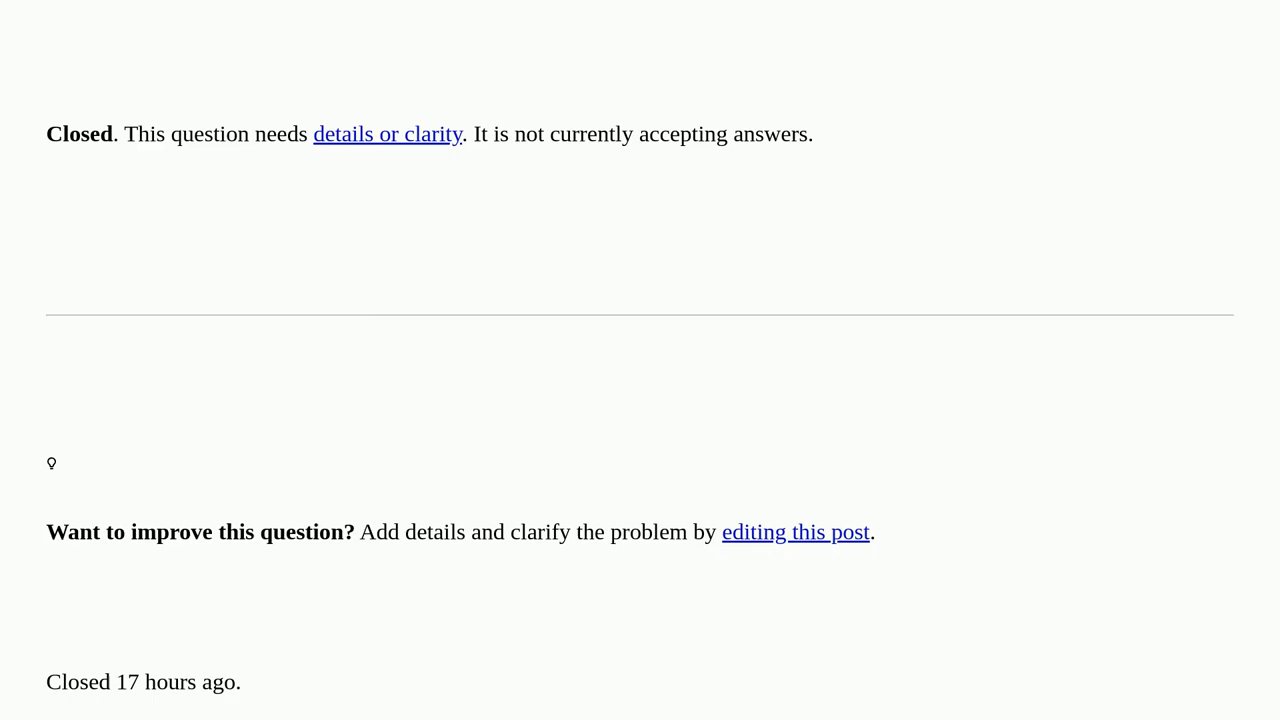 Closed. This question needs details or clarity. It is not currently accepting answers.
Want to improve this question? Add details and clarify the problem by editing this post.
Closed 17 hours ago.